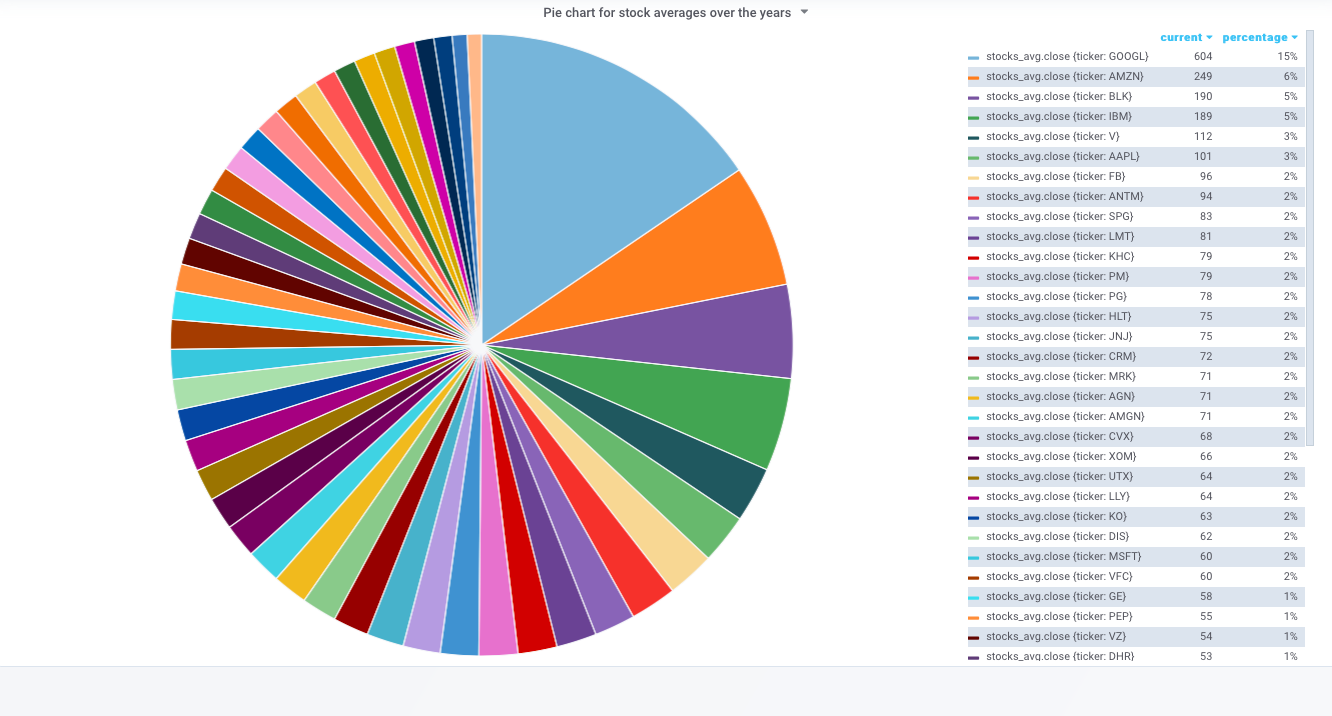 Pie chart for stock averages over the years
current percentage
stocks_avg.close {ticker: GOOGL} 604 15%
stocks_avg.close {ticker: AMZN} 249 6%
stocks_avg.close {ticker: BLK} 190 5%
stocks_avg.close {ticker: IBM} 189 5%
stocks_avg.close {ticker: V} 112 3%
stocks_avg.close {ticker: AAPL} 101 3%
stocks_avg.close {ticker: FB} 96 2%
stocks_avg.close {ticker: ANTM} 94 2%
stocks_avg.close {ticker: SPG} 83 2%
stocks_avg.close {ticker: LMT} 81 2%
stocks_avg.close {ticker: KHC} 79 2%
stocks_avg.close {ticker: PM} 79 2%
stocks_avg.close {ticker: PG} 78 2%
stocks_avg.close {ticker: HLT} 75 2%
stocks_avg.close {ticker: JNJ} 75 2%
stocks_avg.close {ticker: CRM} 72 2%
stocks_avg.close {ticker: MRK} 71 2%
stocks_avg.close {ticker: AGN} 71 2%
stocks_avg.close {ticker: AMGN} 71 2%
stocks_avg.close {ticker: CVX} 68 2%
stocks_avg.close {ticker: XOM} 66 2%
stocks_avg.close {ticker: UTX} 64 2%
stocks_avg.close {ticker: LLY} 64 2%
stocks_avg.close {ticker: KO} 63 2%
stocks_avg.close {ticker: DIS} 62 2%
stocks_avg.close {ticker: MSFT} 60 2%
stocks_avg.close {ticker: VFC} 60 2%
stocks_avg.close {ticker: GE} 58 1%
stocks_avg.close {ticker: PEP} 55 1%
stocks_avg.close {ticker: VZ} 54 1%
stocks_avg.close {ticker: DHR} 53 1%